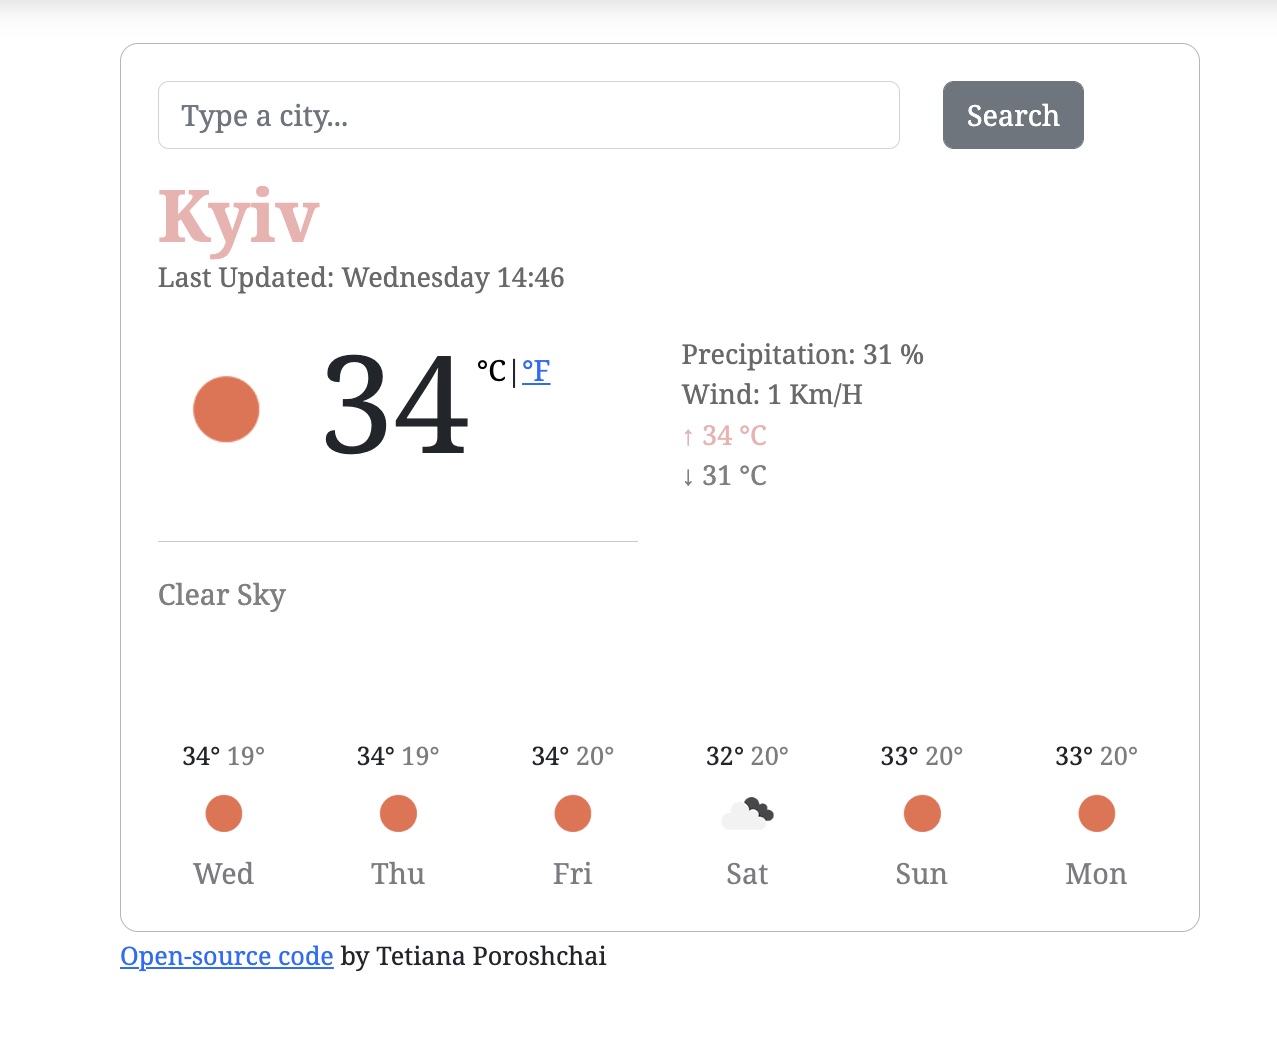 Type a city...
Search
Kyiv
Last Updated: Wednesday 14:46
34 °C|°F
Precipitation: 31 %
Wind: 1 Km/H
↑ 34 °C
↓ 31 °C
Clear Sky
34° 19° 34° 19° 34° 20° 32° 20° 33° 20° 33° 20°
Wed Thu Fri Sat Sun Mon
Open-source code by Tetiana Poroshchai